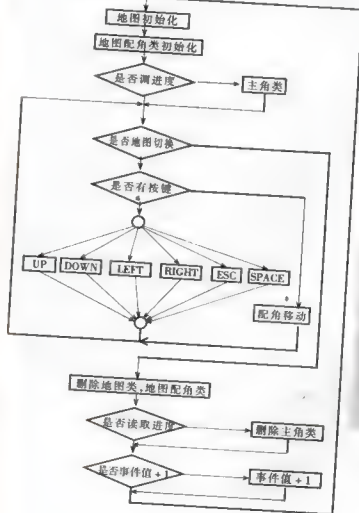 地图初始化
地图配角类初始化
是否调进度
主角类
是否地图切换
是否有按键
UP DOWN LEFT RIGHT ESC SPACE
配角移动
删除地图类,地图配角类
是否读取进度
删除主角类
是否事件值+1
事件值+1